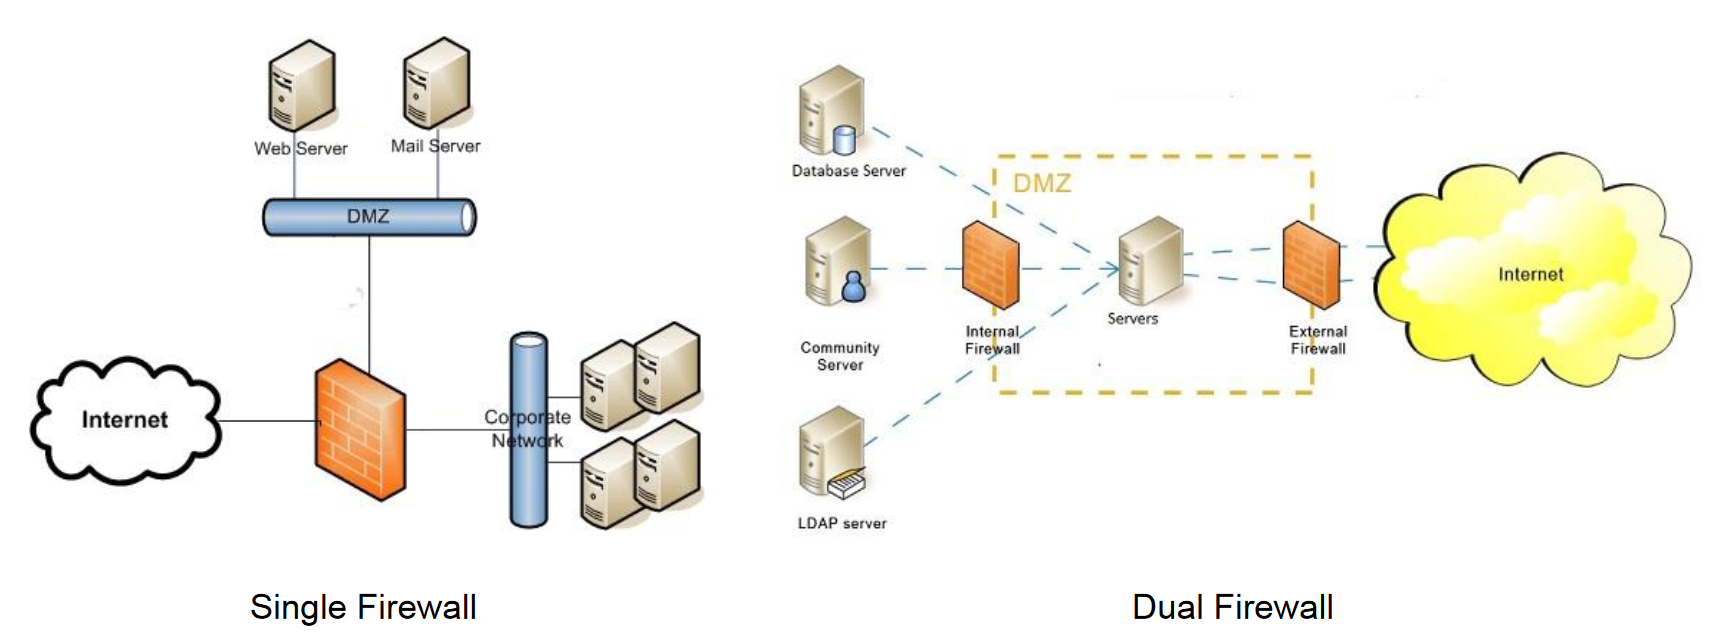 Web Server
Mail Server
DMZ
Internet
Corporate
Network
Single Firewall
Database Server
DMZ
Community
Server
Internal
Firewall
Servers
External
Firewall
Internet
LDAP server
Dual Firewall